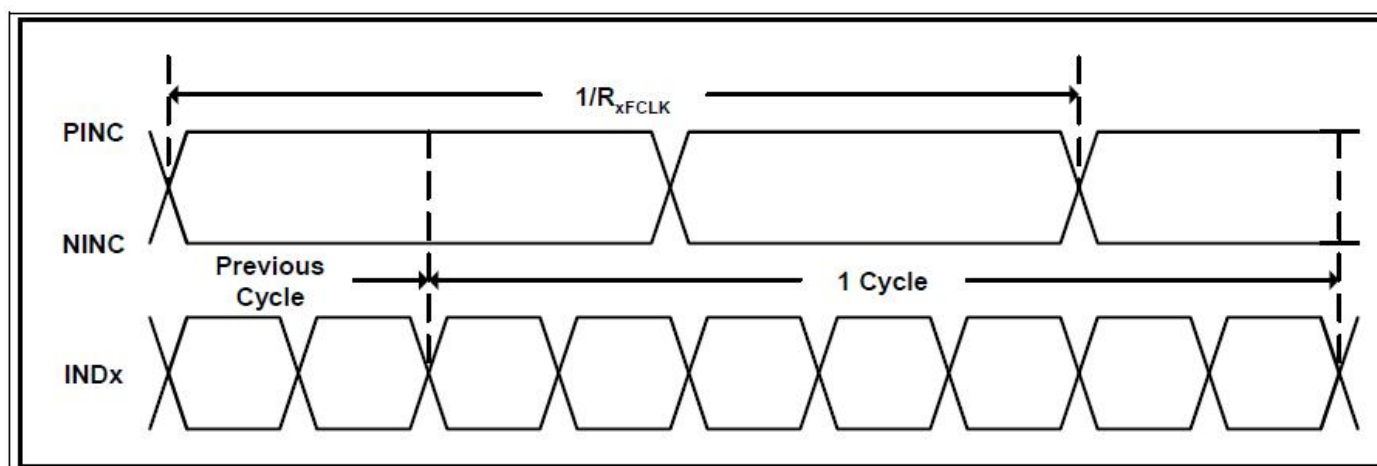 1/RxFCLK
PINC
NINC
Previous
Cycle
1 Cycle
INDx